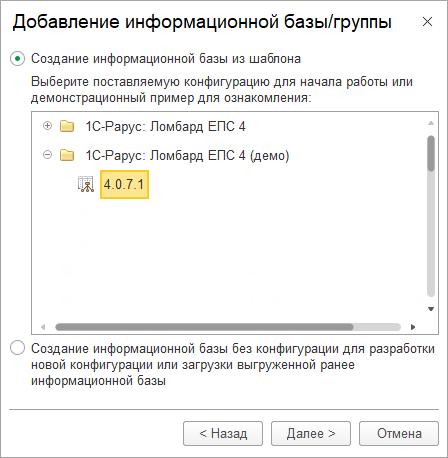 Добавление информационной базы/группы
Создание информационной базы из шаблона
Выберите поставляемую конфигурацию для начала работы или
демонстрационный пример для ознакомления:
1С-Рарус: Ломбард ЕПС 4
1С-Рарус: Ломбард ЕПС 4 (демо)
4.0.7.1
Создание информационной базы без конфигурации для разработки
новой конфигурации или загрузки выгруженной ранее
информационной базы
< Назад
Далее >
Отмена